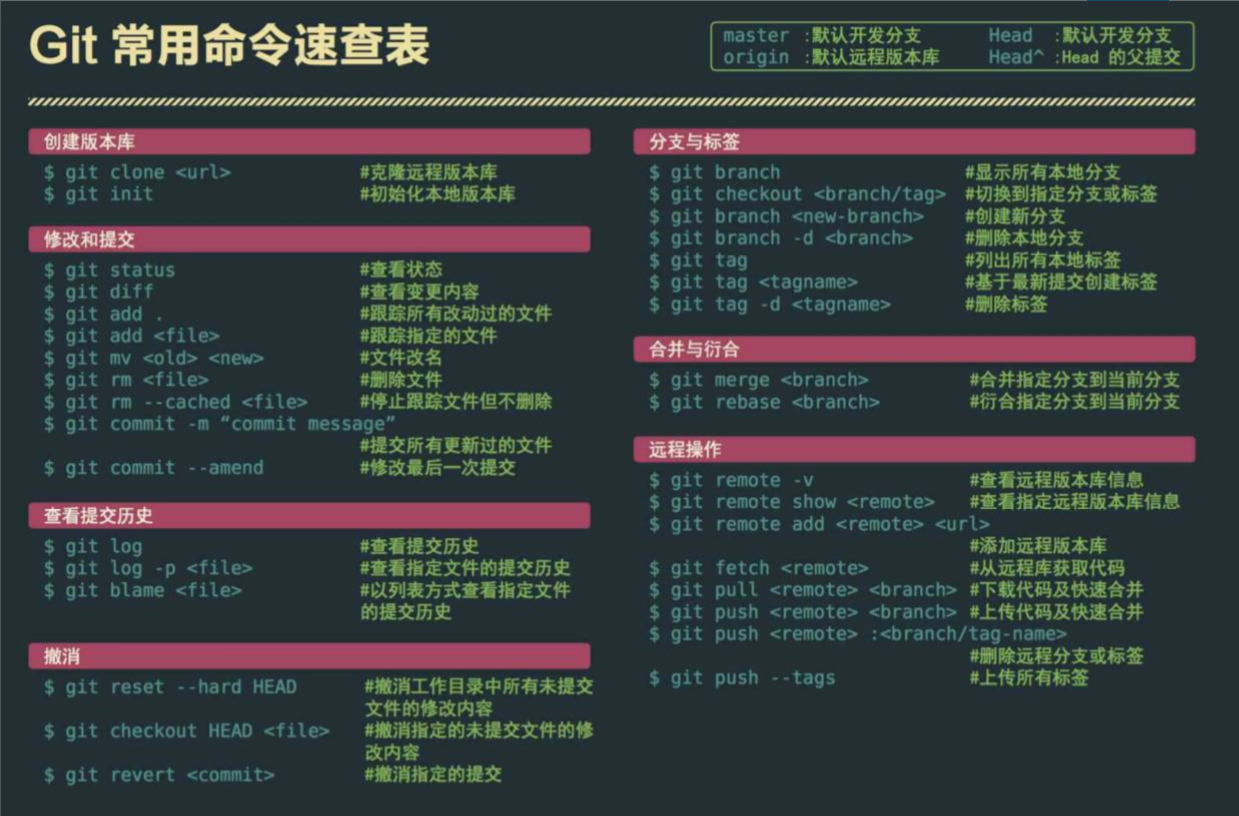 Git 常用命令速查表
master :默认开发分支 Head :默认开发分支
origin :默认远程版本库 Head^ :Head 的父提交
创建版本库
$ git clone <url> #克隆远程版本库
$ git init #初始化本地版本库
修改和提交
$ git status #查看状态
$ git diff #查看变更内容
$ git add . #跟踪所有改动过的文件
$ git add <file> #跟踪指定的文件
$ git mv <old> <new> #文件改名
$ git rm <file> #删除文件
$ git rm --cached <file> #停止跟踪文件但不删除
$ git commit -m “commit message”
#提交所有更新过的文件
$ git commit --amend #修改最后一次提交
查看提交历史
$ git log #查看提交历史
$ git log -p <file> #查看指定文件的提交历史
$ git blame <file> #以列表方式查看指定文件
的提交历史
撤消
$ git reset --hard HEAD #撤消工作目录中所有未提交
文件的修改内容
$ git checkout HEAD <file> #撤消指定的未提交文件的修
改内容
$ git revert <commit> #撤消指定的提交
分支与标签
$ git branch #显示所有本地分支
$ git checkout <branch/tag> #切换到指定分支或标签
$ git branch <new-branch> #创建新分支
$ git branch -d <branch> #删除本地分支
$ git tag #列出所有本地标签
$ git tag <tagname> #基于最新提交创建标签
$ git tag -d <tagname> #删除标签
合并与衍合
$ git merge <branch> #合并指定分支到当前分支
$ git rebase <branch> #衍合指定分支到当前分支
远程操作
$ git remote -v #查看远程版本库信息
$ git remote show <remote> #查看指定远程版本库信息
$ git remote add <remote> <url>
#添加远程版本库
$ git fetch <remote> #从远程库获取代码
$ git pull <remote> <branch> #下载代码及快速合并
$ git push <remote> <branch> #上传代码及快速合并
$ git push <remote> :<branch/tag-name>
#删除远程分支或标签
$ git push --tags #上传所有标签